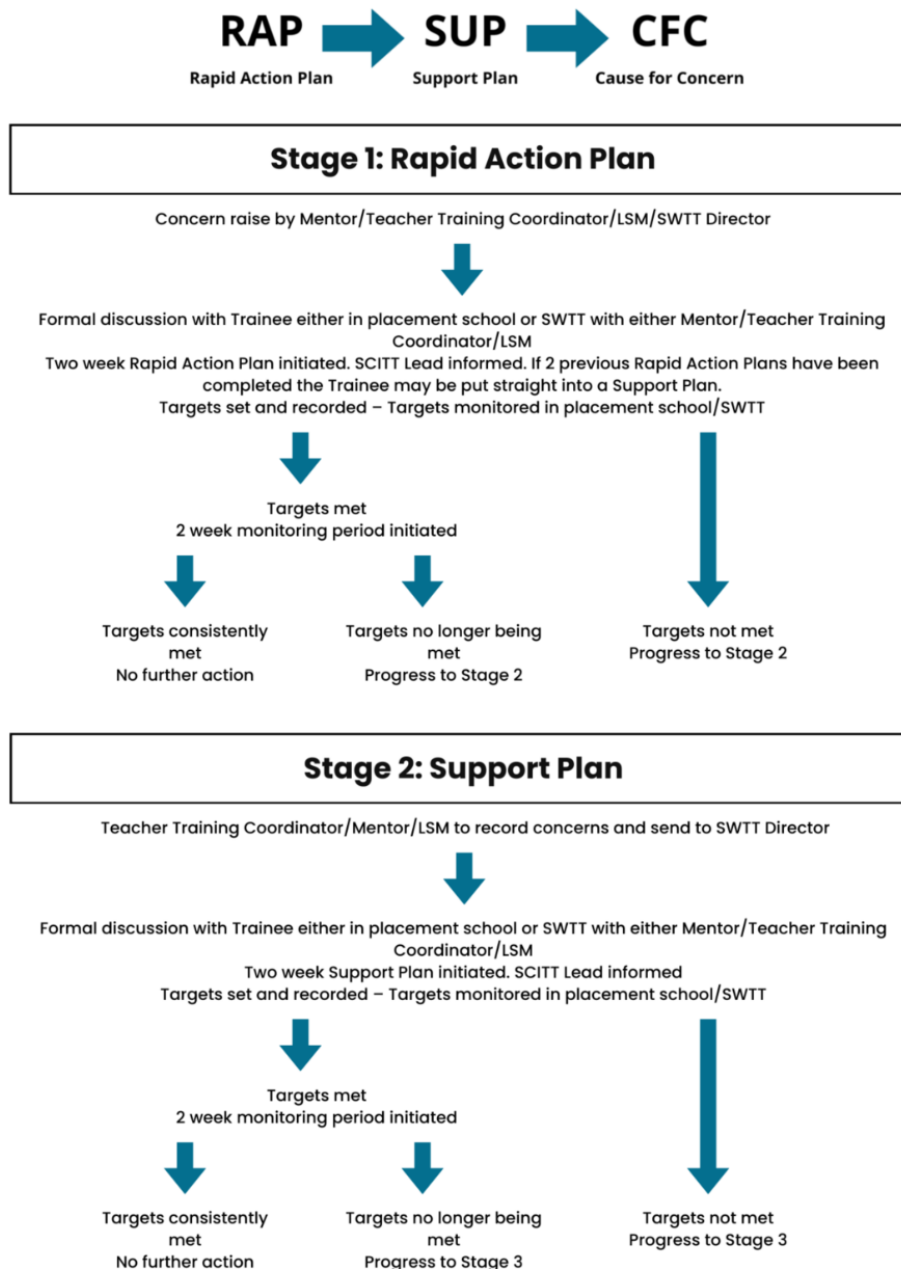 RAP SUP CFC
Rapid Action Plan Support Plan Cause for Concern
Stage 1: Rapid Action Plan
Concern raise by Mentor/Teacher Training Coordinator/LSM/SWTT Director
Formal discussion with Trainee either in placement school or SWTT with either Mentor/Teacher Training
Coordinator/LSM
Two week Rapid Action Plan initiated. SCITT Lead informed. If 2 previous Rapid Action Plans have been
completed the Trainee may be put straight into a Support Plan.
Targets set and recorded – Targets monitored in placement school/SWTT
Targets met
2 week monitoring period initiated
Targets consistently
met
No further action
Targets no longer being
met
Progress to Stage 2
Targets not met
Progress to Stage 2
Stage 2: Support Plan
Teacher Training Coordinator/Mentor/LSM to record concerns and send to SWTT Director
Formal discussion with Trainee either in placement school or SWTT with either Mentor/Teacher Training
Coordinator/LSM
Two week Support Plan initiated. SCITT Lead informed
Targets set and recorded – Targets monitored in placement school/SWTT
Targets met
2 week monitoring period initiated
Targets consistently
met
No further action
Targets no longer being
met
Progress to Stage 3
Targets not met
Progress to Stage 3